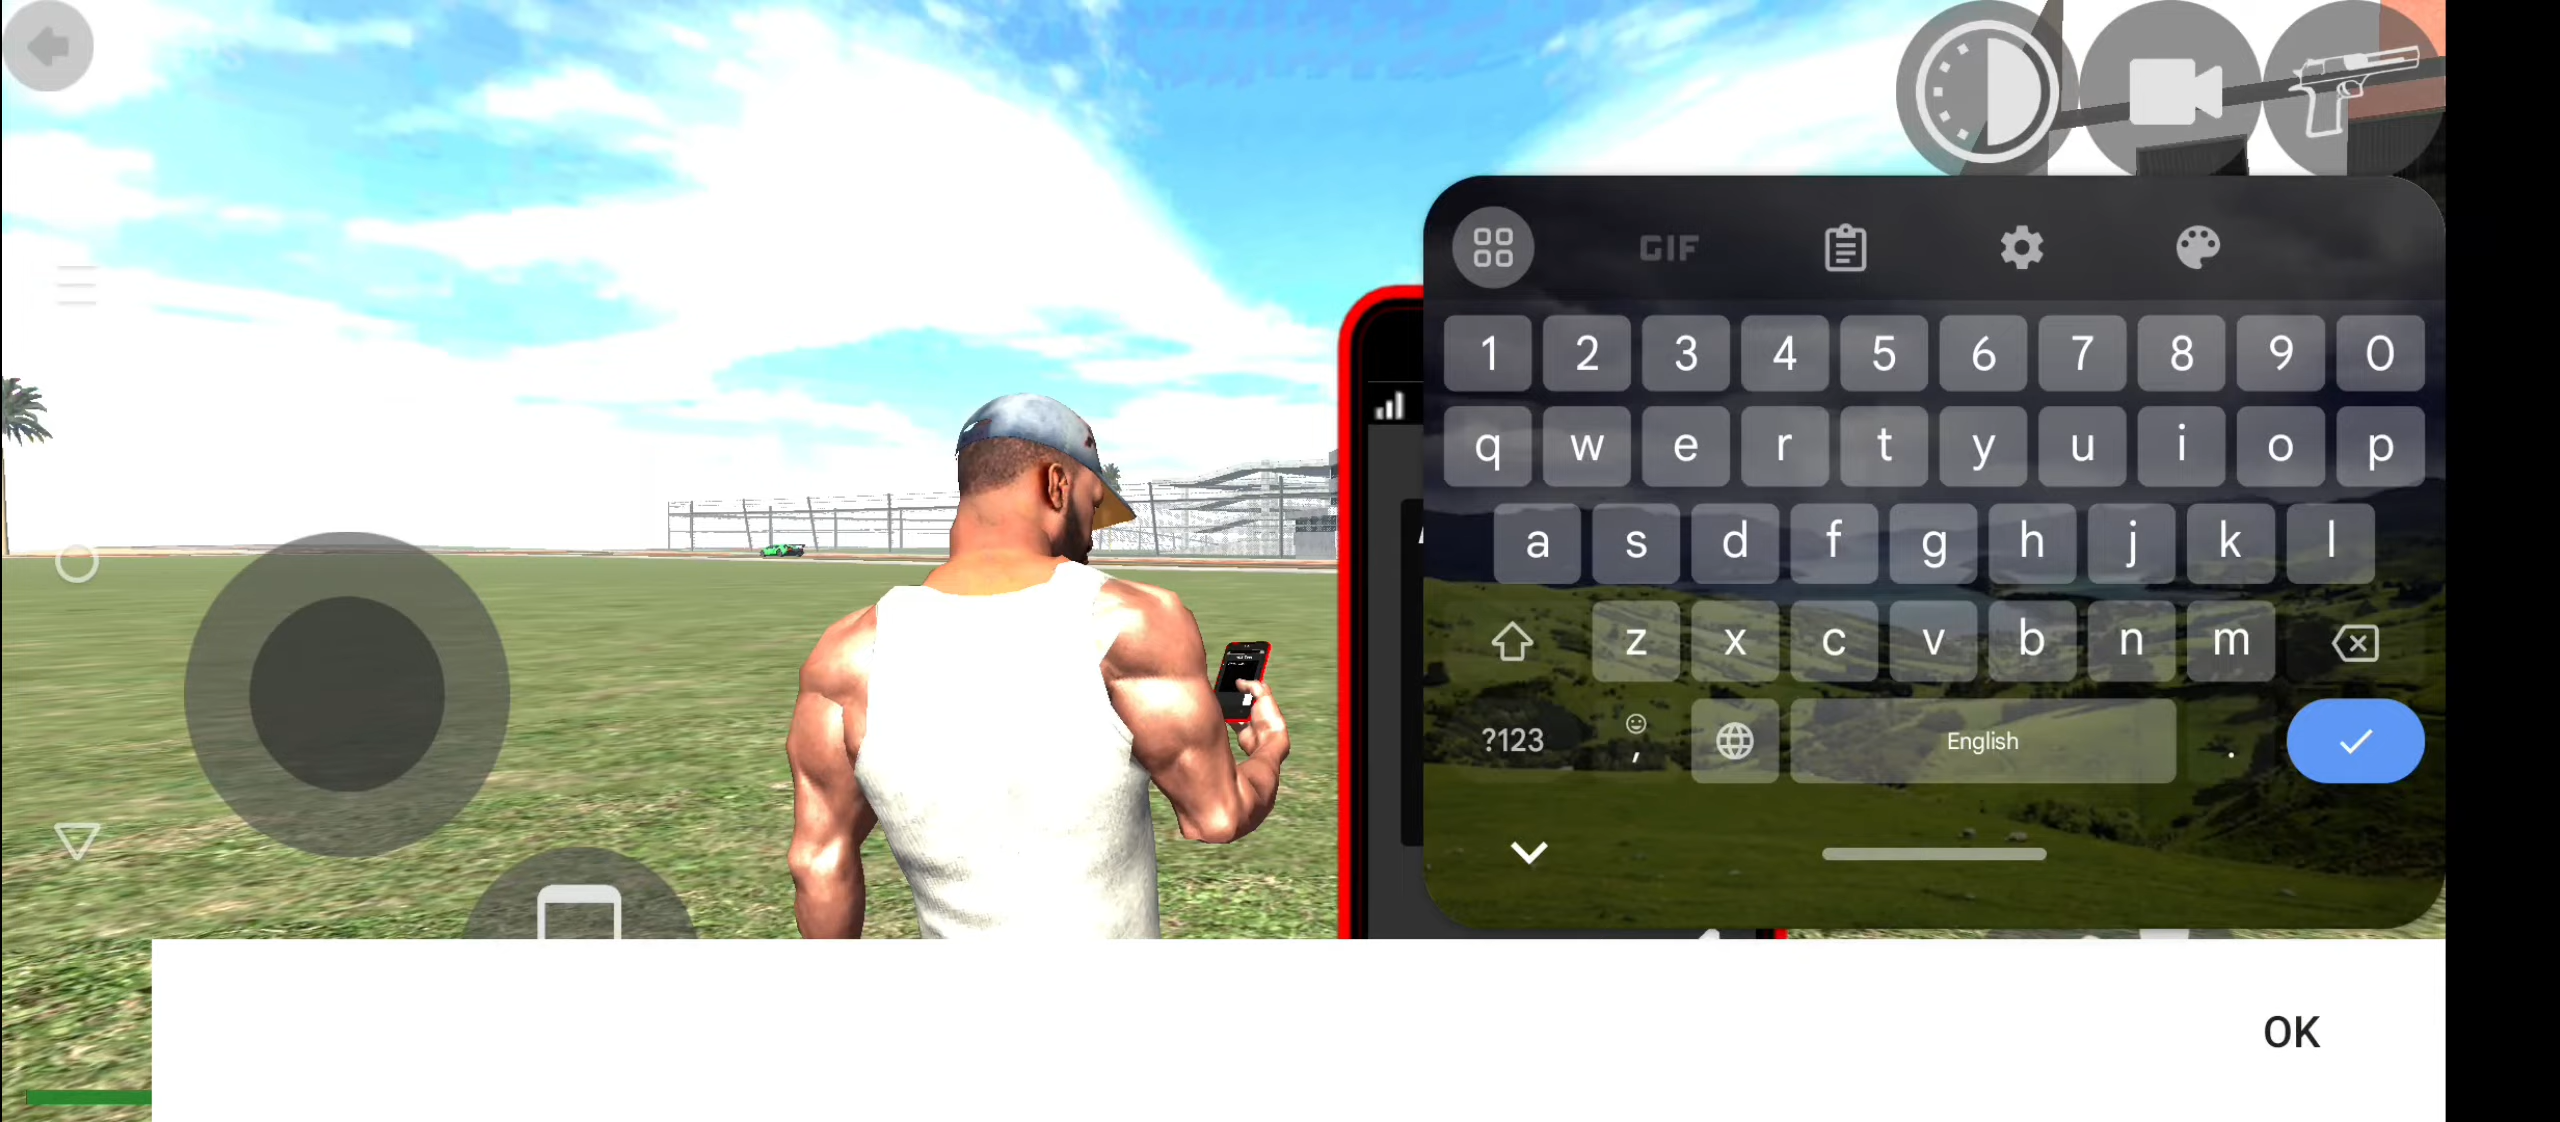 GIF
1 2 3 4 5 6 7 8 9 0
q w e r t y u i o p
a s d f g h j k l
z x c v b n m
?123 , English .
OK